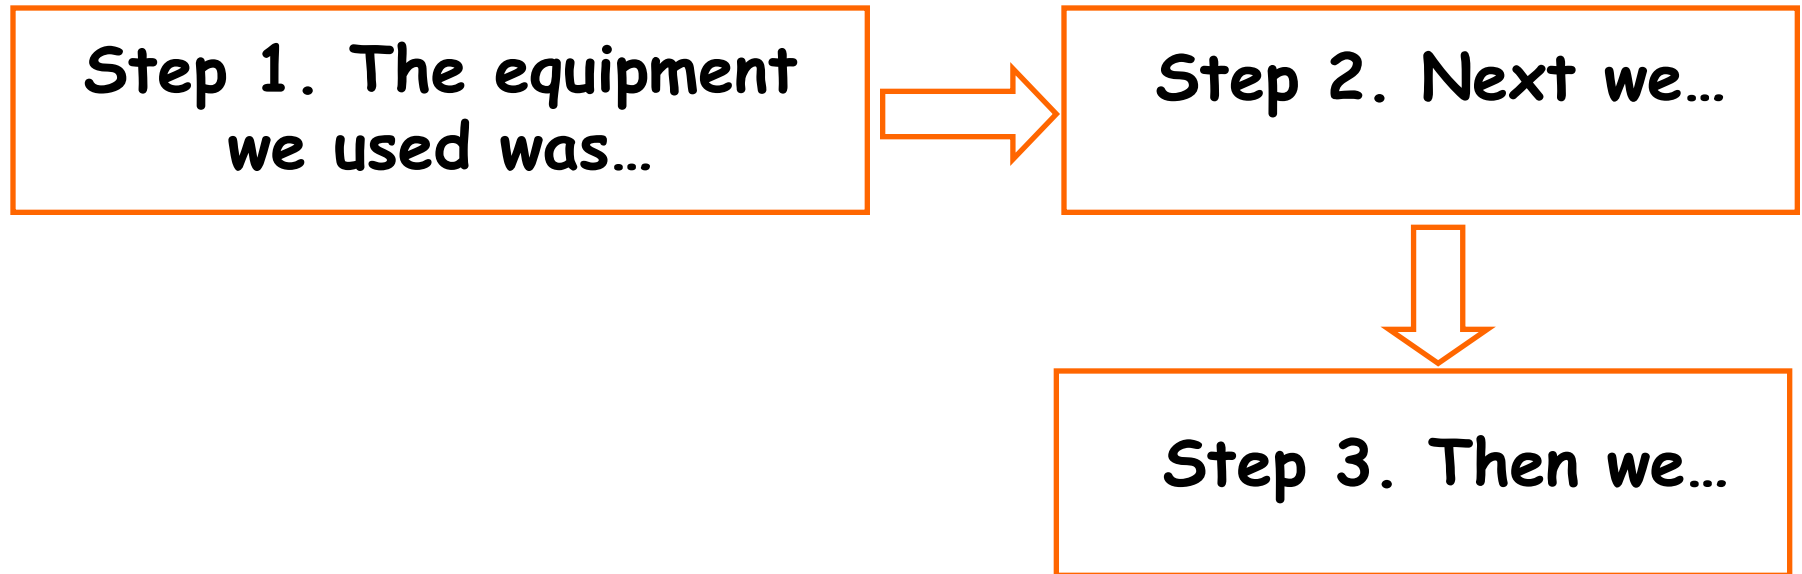 Step 1. The equipment
we used was…
Step 2. Next we…
Step 3. Then we…